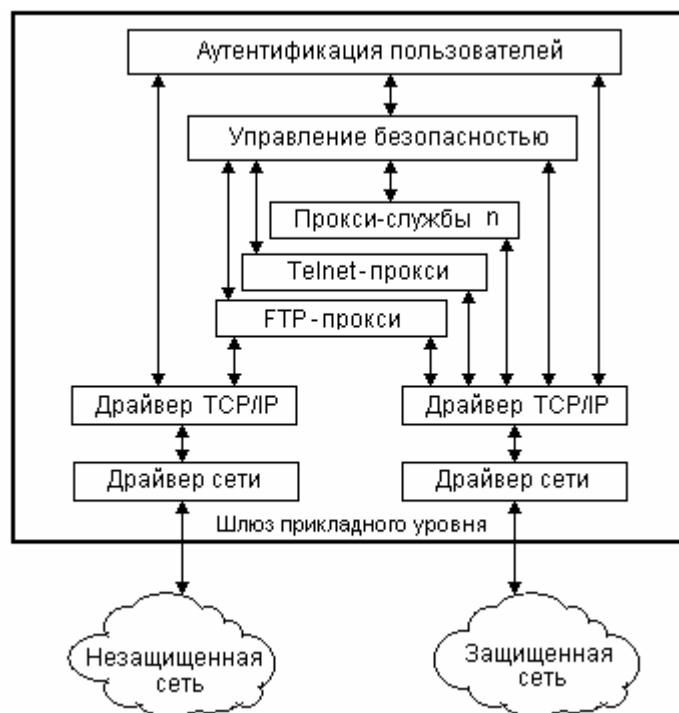 Аутентификация пользователей
Управление безопасностью
Прокси-службы n
Telnet-прокси
FTP-прокси
Драйвер TCP/IP
Драйвер TCP/IP
Драйвер сети
Драйвер сети
Шлюз прикладного уровня
Незащищенная
сеть
Защищенная
сеть